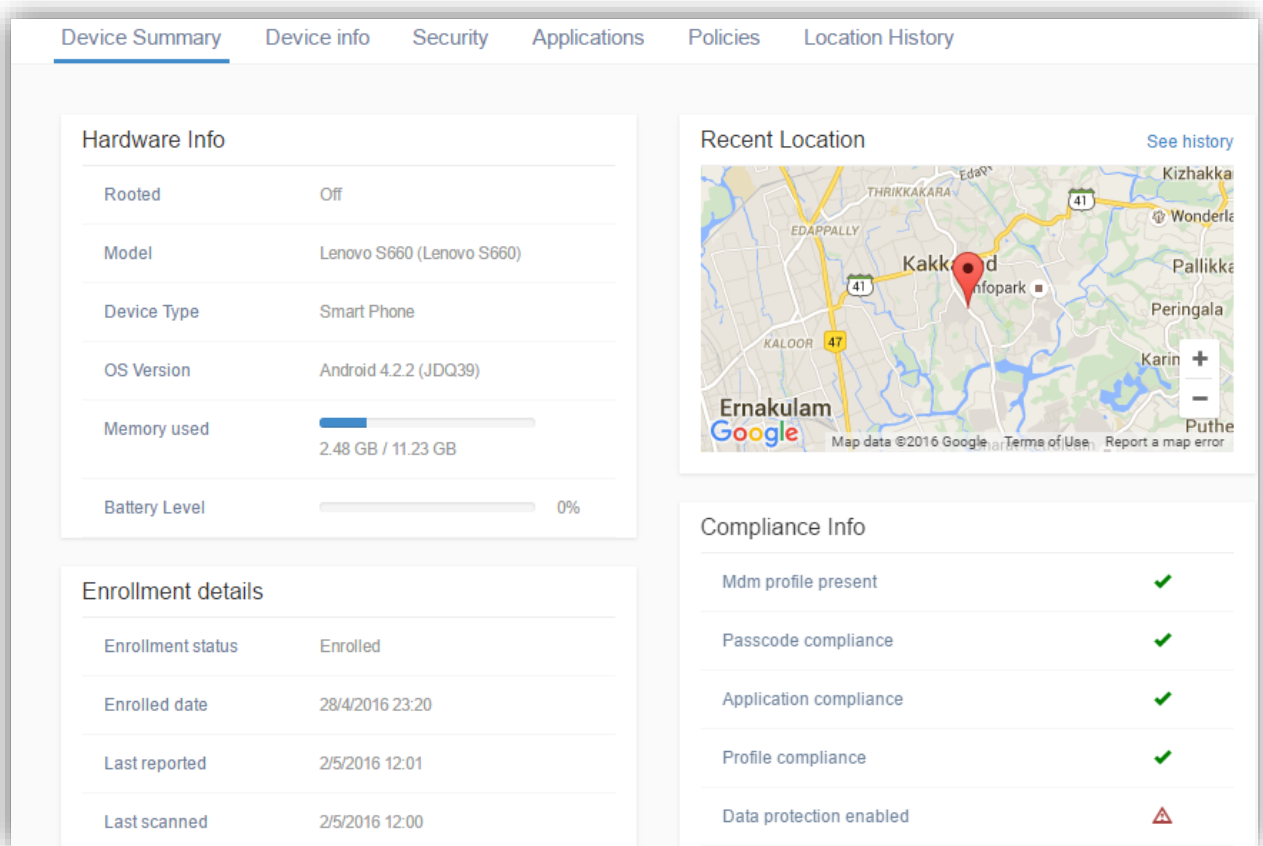 Device Summary Device info Security Applications Policies Location History
Hardware Info
Rooted Off
Model Lenovo S660 (Lenovo S660)
Device Type Smart Phone
OS Version Android 4.2.2 (JDQ39)
Memory used
2.48 GB / 11.23 GB
Battery Level 0%
Enrollment details
Enrollment status Enrolled
Enrolled date 28/4/2016 23:20
Last reported 2/5/2016 12:01
Last scanned 2/5/2016 12:00
Recent Location See history
Kizhakka
THRIKKAKARA
41
Wonderla
EDAPPALLY
Pallikka
41
Peringala
KALOOR 47
Karin
+
−
Ernakulam
Puthe
Google Map data ©2016 Google Terms of Use Report a map error
Compliance Info
Mdm profile present
Passcode compliance
Application compliance
Profile compliance
Data protection enabled